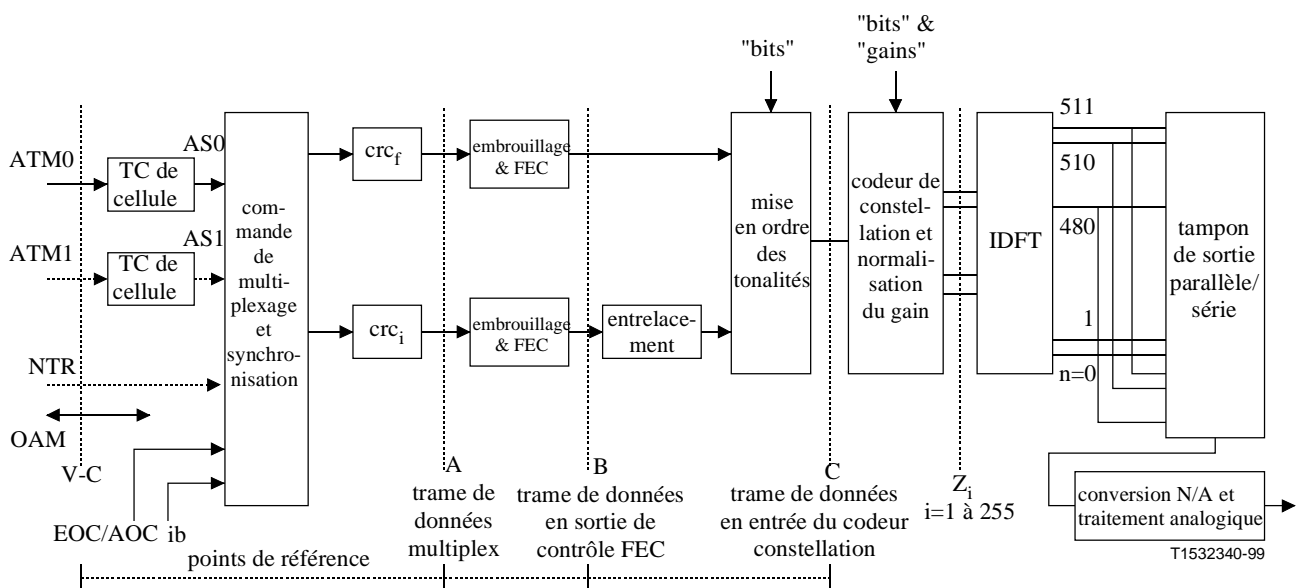 "bits"
"bits" &
"gains"
ATM0
TC de
cellule
AS0
ATM1
TC de
cellule
AS1
NTR
OAM
V-C
EOC/AOC
ib
com-
mande
de
multi-
plexage
et
synchro-
nisation
crc_f
crc_i
embrouillage
& FEC
embrouillage
& FEC
entrelace-
ment
mise
en ordre
des
tonalités
codeur de
constel-
lation et
normali-
sation
du gain
IDFT
511
510
480
1
n=0
tampon
de sortie
parallèle/
série
conversion N/A et
traitement analogique
A
trame de
données
multiplex
B
trame de données
en sortie de
contrôle FEC
C
trame de données
en entrée du codeur
constellation
Z_i
i=1 à 255
points de référence
T1532340-99